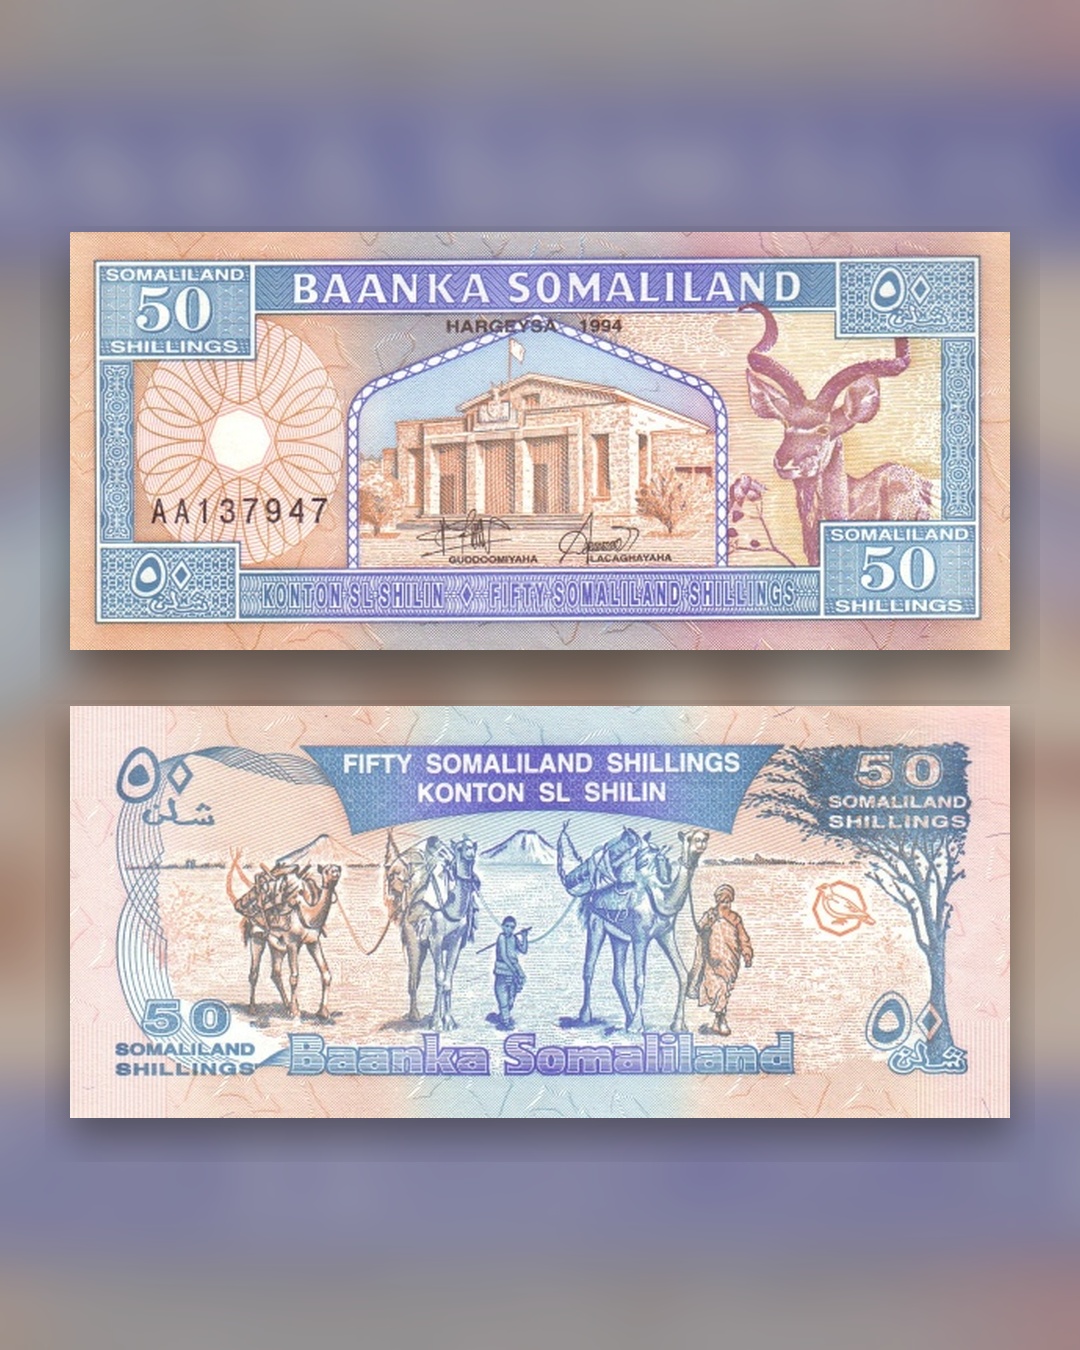 SOMALILAND
50
SHILLINGS
BAANKA SOMALILAND
٥٠
شلن
HARGEYSA 1994
AA137947
GUDDOOMIYAHA
LACAGHAYAHA
٥٠
شلن
KONTON SL SHILIN ◊ FIFTY SOMALILAND SHILLINGS
SOMALILAND
50
SHILLINGS
٥٠
شلن
FIFTY SOMALILAND SHILLINGS
KONTON SL SHILIN
50
SOMALILAND
SHILLINGS
50
SOMALILAND
SHILLINGS
Baanka Somaliland
٥٠
شلن